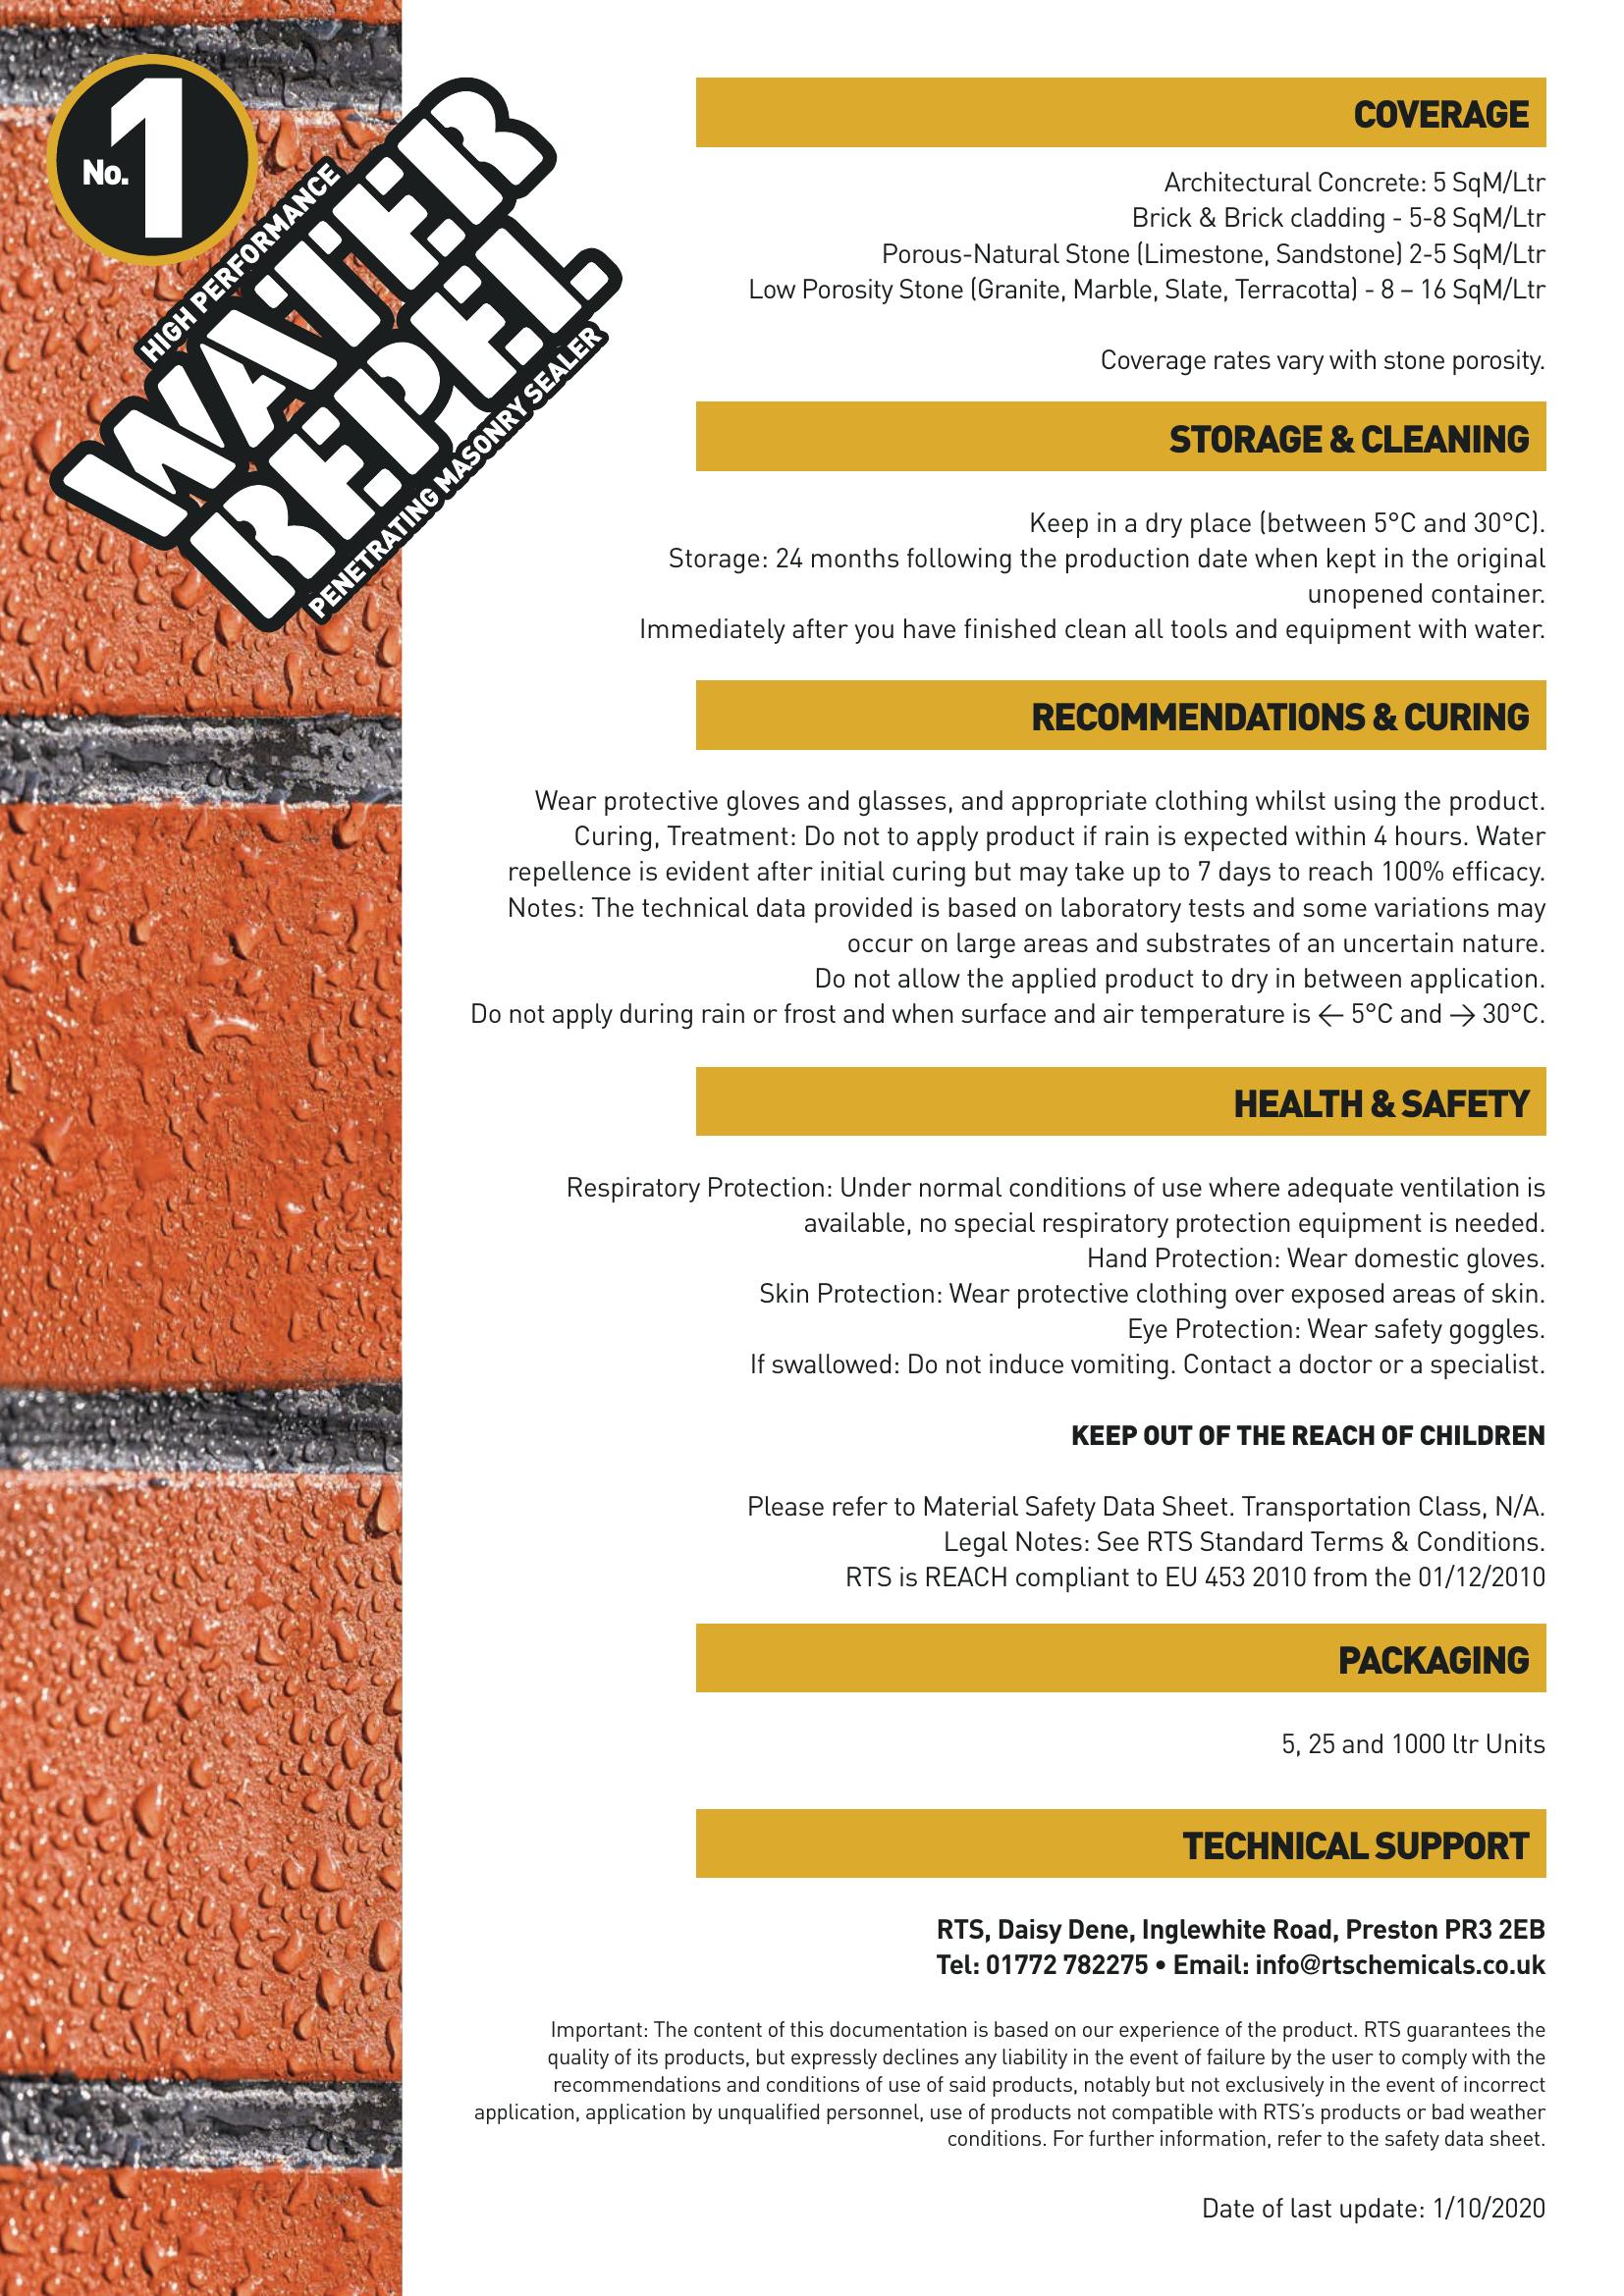 No.1
HIGH PERFORMANCE
WATER
REPEL
PENETRATING MASONRY SEALER
COVERAGE
Architectural Concrete: 5 SqM/Ltr
Brick & Brick cladding - 5-8 SqM/Ltr
Porous-Natural Stone (Limestone, Sandstone) 2-5 SqM/Ltr
Low Porosity Stone (Granite, Marble, Slate, Terracotta) - 8 – 16 SqM/Ltr
Coverage rates vary with stone porosity.
STORAGE & CLEANING
Keep in a dry place (between 5°C and 30°C).
Storage: 24 months following the production date when kept in the original
unopened container.
Immediately after you have finished clean all tools and equipment with water.
RECOMMENDATIONS & CURING
Wear protective gloves and glasses, and appropriate clothing whilst using the product.
Curing, Treatment: Do not to apply product if rain is expected within 4 hours. Water
repellence is evident after initial curing but may take up to 7 days to reach 100% efficacy.
Notes: The technical data provided is based on laboratory tests and some variations may
occur on large areas and substrates of an uncertain nature.
Do not allow the applied product to dry in between application.
Do not apply during rain or frost and when surface and air temperature is ← 5°C and → 30°C.
HEALTH & SAFETY
Respiratory Protection: Under normal conditions of use where adequate ventilation is
available, no special respiratory protection equipment is needed.
Hand Protection: Wear domestic gloves.
Skin Protection: Wear protective clothing over exposed areas of skin.
Eye Protection: Wear safety goggles.
If swallowed: Do not induce vomiting. Contact a doctor or a specialist.
KEEP OUT OF THE REACH OF CHILDREN
Please refer to Material Safety Data Sheet. Transportation Class, N/A.
Legal Notes: See RTS Standard Terms & Conditions.
RTS is REACH compliant to EU 453 2010 from the 01/12/2010
PACKAGING
5, 25 and 1000 ltr Units
TECHNICAL SUPPORT
RTS, Daisy Dene, Inglewhite Road, Preston PR3 2EB
Tel: 01772 782275 • Email: info@rtschemicals.co.uk
Important: The content of this documentation is based on our experience of the product. RTS guarantees the
quality of its products, but expressly declines any liability in the event of failure by the user to comply with the
recommendations and conditions of use of said products, notably but not exclusively in the event of incorrect
application, application by unqualified personnel, use of products not compatible with RTS’s products or bad weather
conditions. For further information, refer to the safety data sheet.
Date of last update: 1/10/2020